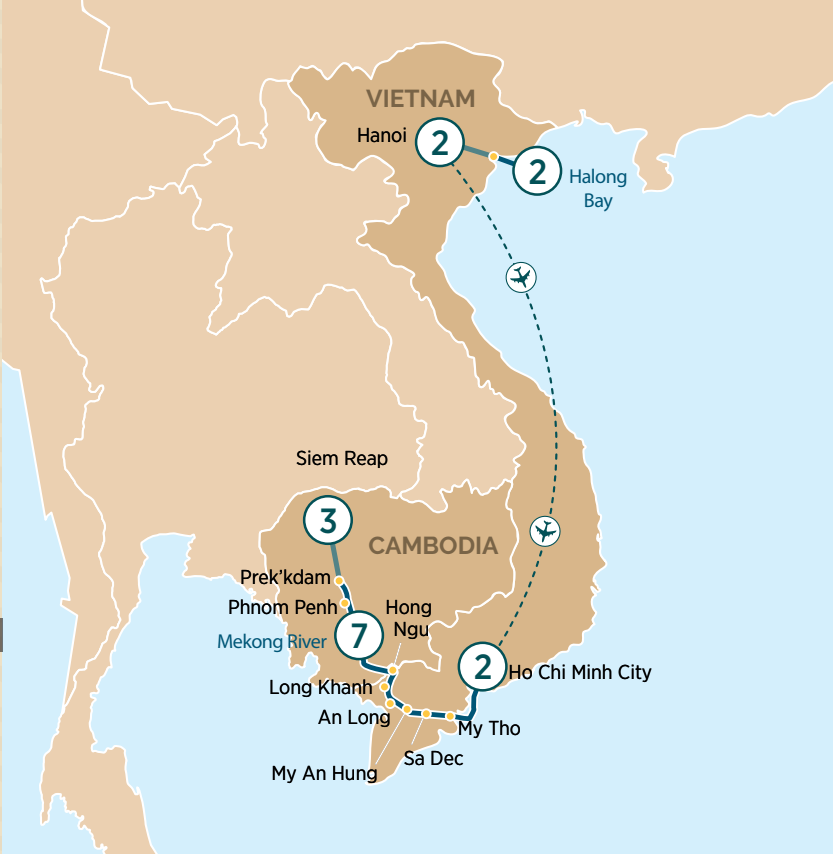 VIETNAM
Hanoi
2
2
Halong
Bay
Siem Reap
3
CAMBODIA
Prek'kdam
Phnom Penh
Hong
Ngu
Mekong River
7
2
Ho Chi Minh City
Long Khanh
An Long
My Tho
Sa Dec
My An Hung